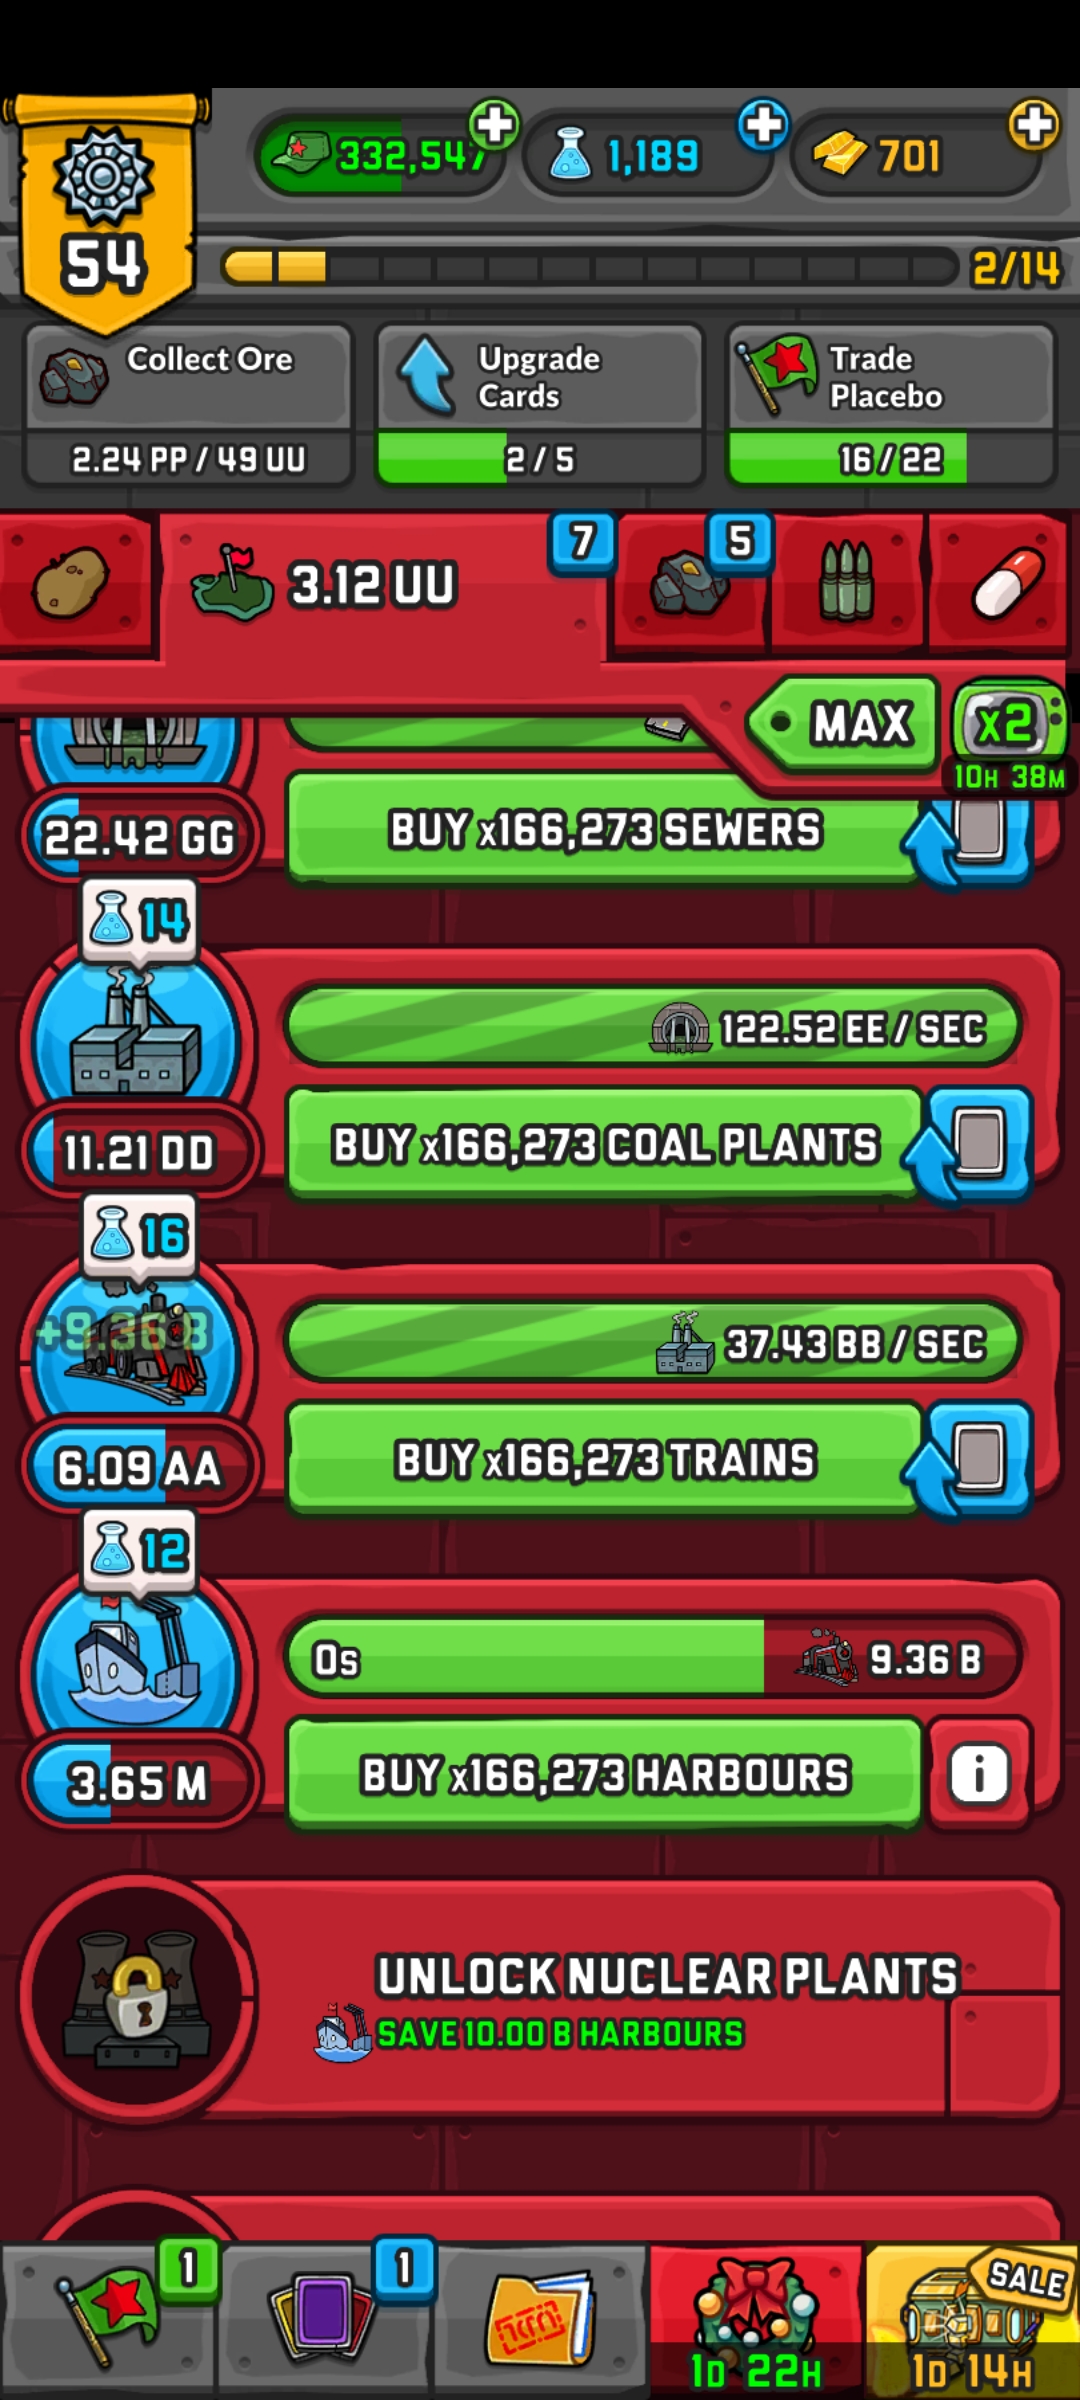 332,547
1,189
701
54
2/14
Collect Ore
2.24 PP / 49 UU
Upgrade
Cards
2 / 5
Trade
Placebo
16 / 22
3.12 UU
7
5
MAX
X2
10H 38M
22.42 GG
BUY x166,273 SEWERS
14
122.52 EE / SEC
11.21 DD
BUY x166,273 COAL PLANTS
16
37.43 BB / SEC
6.09 AA
BUY x166,273 TRAINS
12
0s
9.36 B
3.65 M
BUY x166,273 HARBOURS
i
UNLOCK NUCLEAR PLANTS
SAVE 10.00 B HARBOURS
1
1
SALE
1D 22H
1D 14H